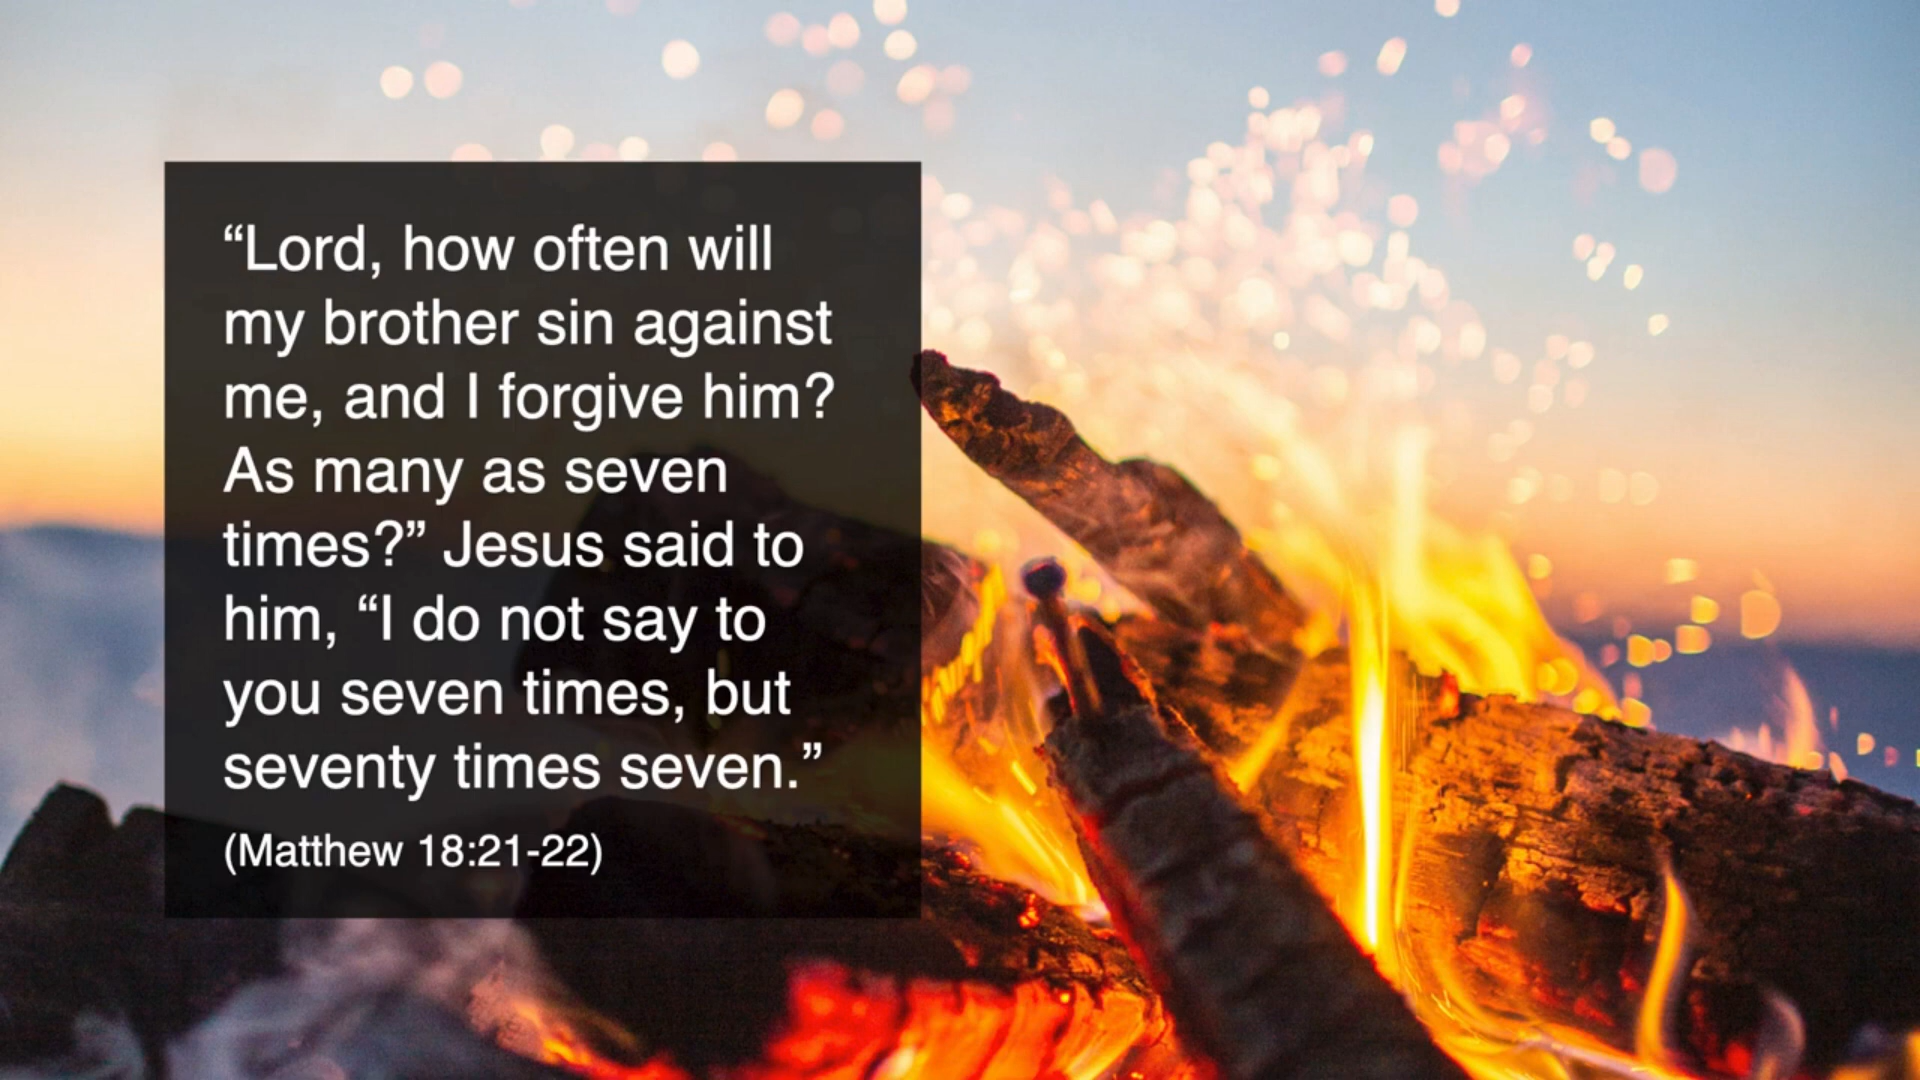 “Lord, how often will
my brother sin against
me, and I forgive him?
As many as seven
times?” Jesus said to
him, “I do not say to
you seven times, but
seventy times seven.”
(Matthew 18:21-22)